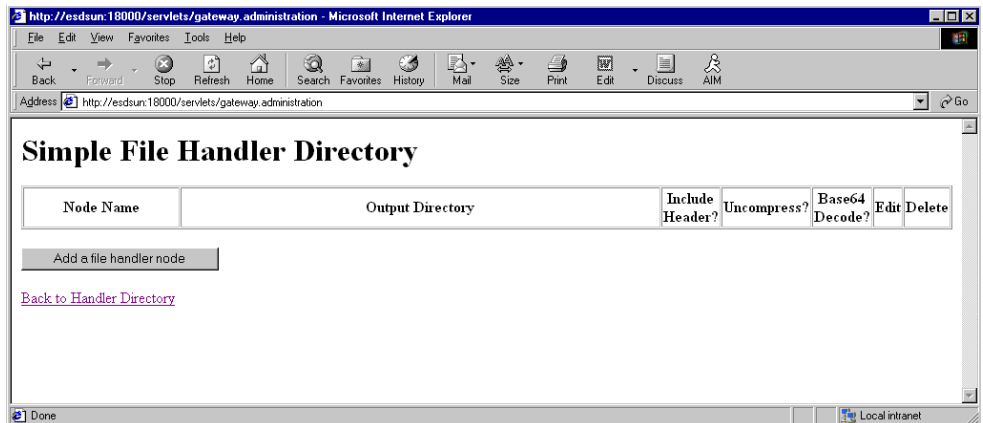 http://esdsun:18000/servlets/gateway.administration - Microsoft Internet Explorer
File Edit View Favorites Tools Help
Back Forward Stop Refresh Home Search Favorites History Mail Size Print Edit Discuss AIM
Address http://esdsun:18000/servlets/gateway.administration Go
Simple File Handler Directory
Node Name Output Directory Include Header? Uncompress? Base64 Decode? Edit Delete
Add a file handler node
Back to Handler Directory
Done Local intranet